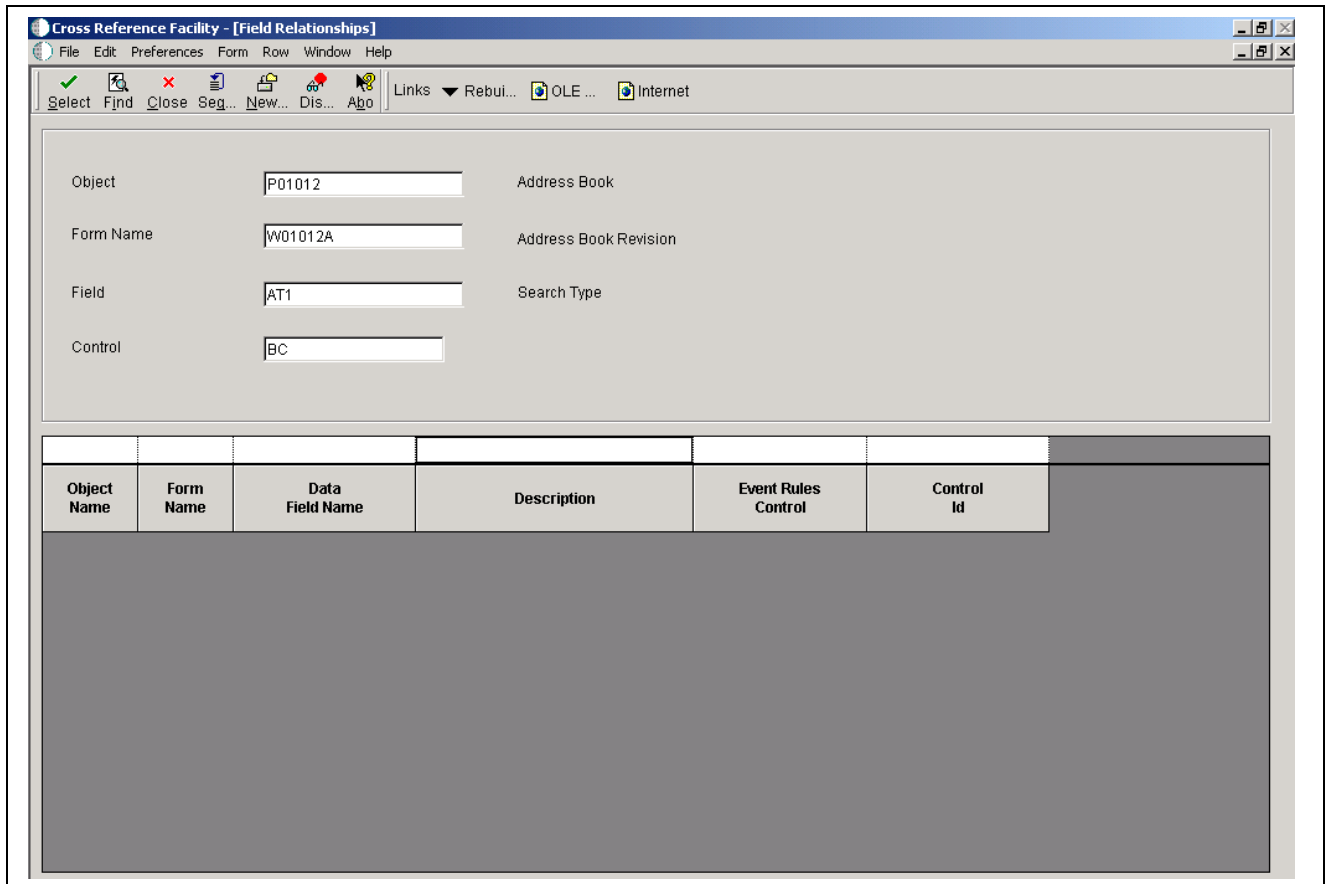 Cross Reference Facility - [Field Relationships]
File Edit Preferences Form Row Window Help
Select Find Close Seq... New... Dis... Abo Links Rebui... OLE ... Internet
Object P01012 Address Book
Form Name W01012A Address Book Revision
Field AT1 Search Type
Control BC
Object Name Form Name Data Field Name Description Event Rules Control Control Id